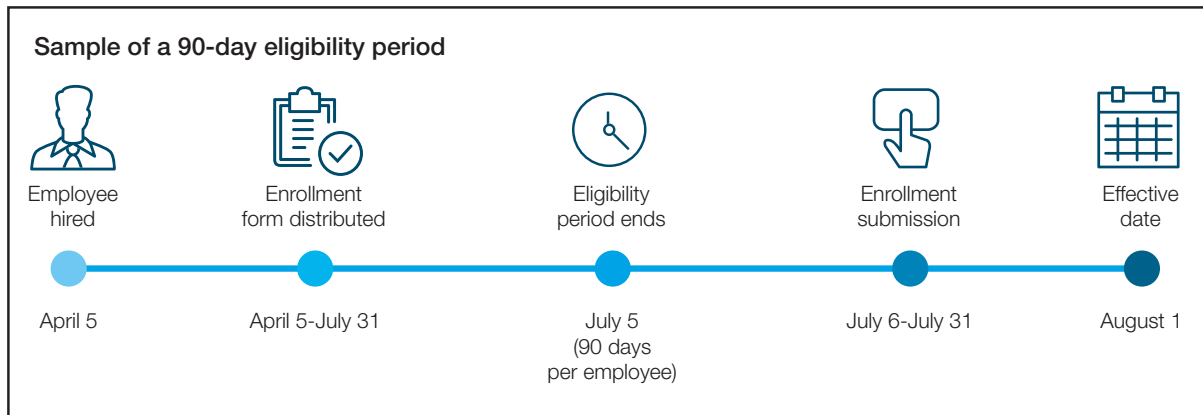 Sample of a 90-day eligibility period
Employee
hired
Enrollment
form distributed
Eligibility
period ends
Enrollment
submission
Effective
date
April 5
April 5-July 31
July 5
(90 days
per employee)
July 6-July 31
August 1